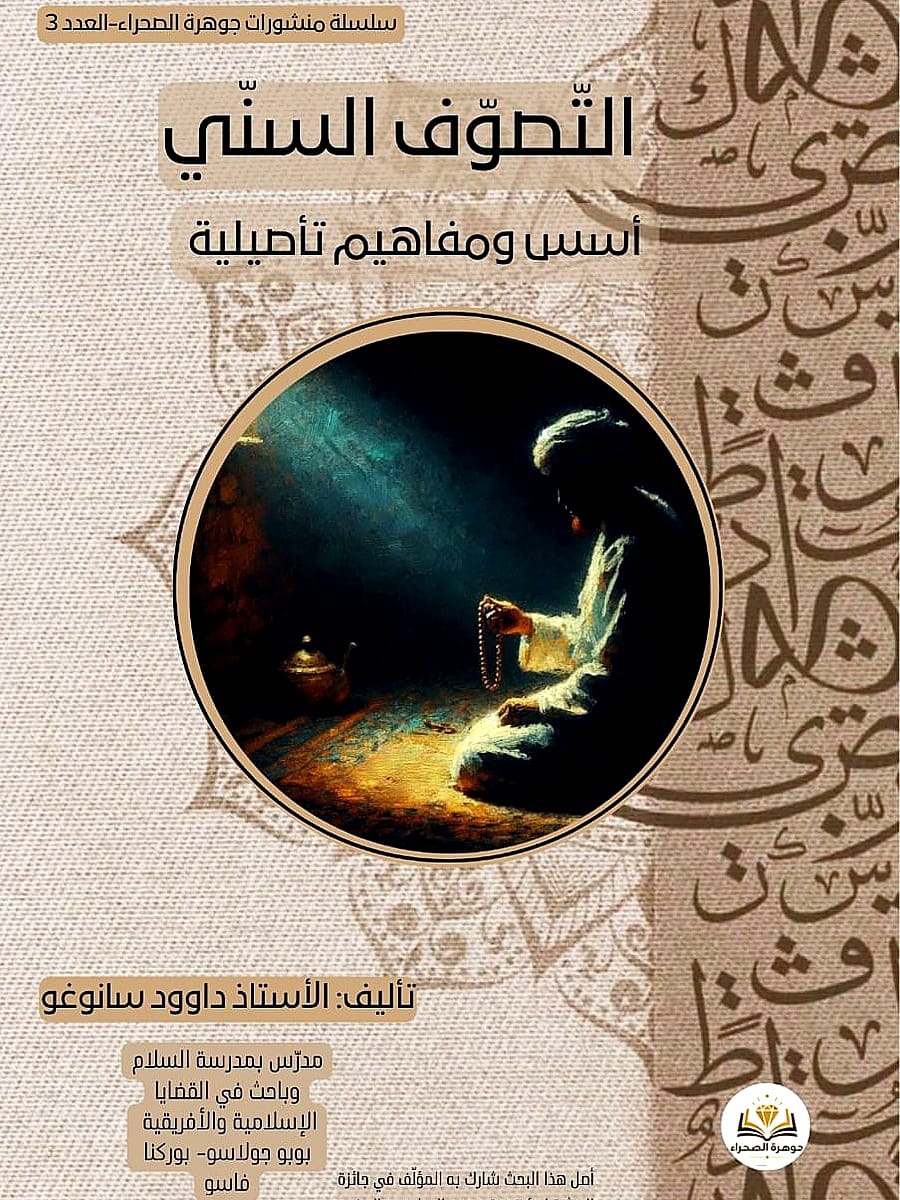 سلسلة منشورات جوهرة الصحراء-العدد 3
التّصوّف السنّي
أسس ومفاهيم تأصيلية
تأليف: الأستاذ داوود سانوغو
مدرّس بمدرسة السلام
وباحث في القضايا
الإسلامية والأفريقية
بوبو جولاسو- بوركنا
فاسو
جوهرة الصحراء
أصل هذا البحث شارك به المؤلّف في جائزة